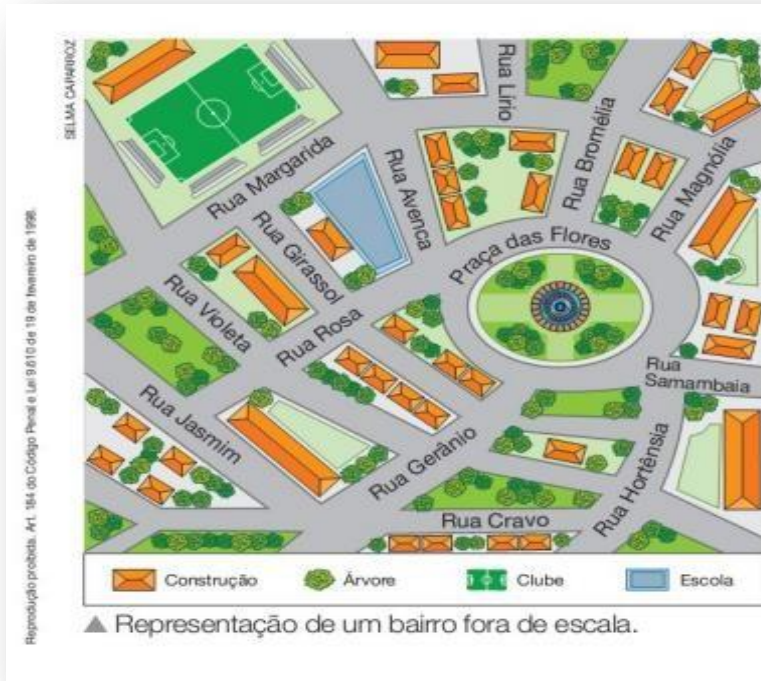 SELMA CAPARROZ
Reprodução proibida. Art. 184 do Código Penal e Lei 9.610 de 19 de fevereiro de 1998.
Rua Lírio
Rua Bromélia
Rua Magnólia
Rua Margarida
Rua Avenca
Rua Girassol
Praça das Flores
Rua Violeta
Rua Rosa
Rua
Samambaia
Rua Jasmim
Rua Gerânio
Rua Hortênsia
Rua Cravo
Construção
Árvore
Clube
Escola
▲ Representação de um bairro fora de escala.